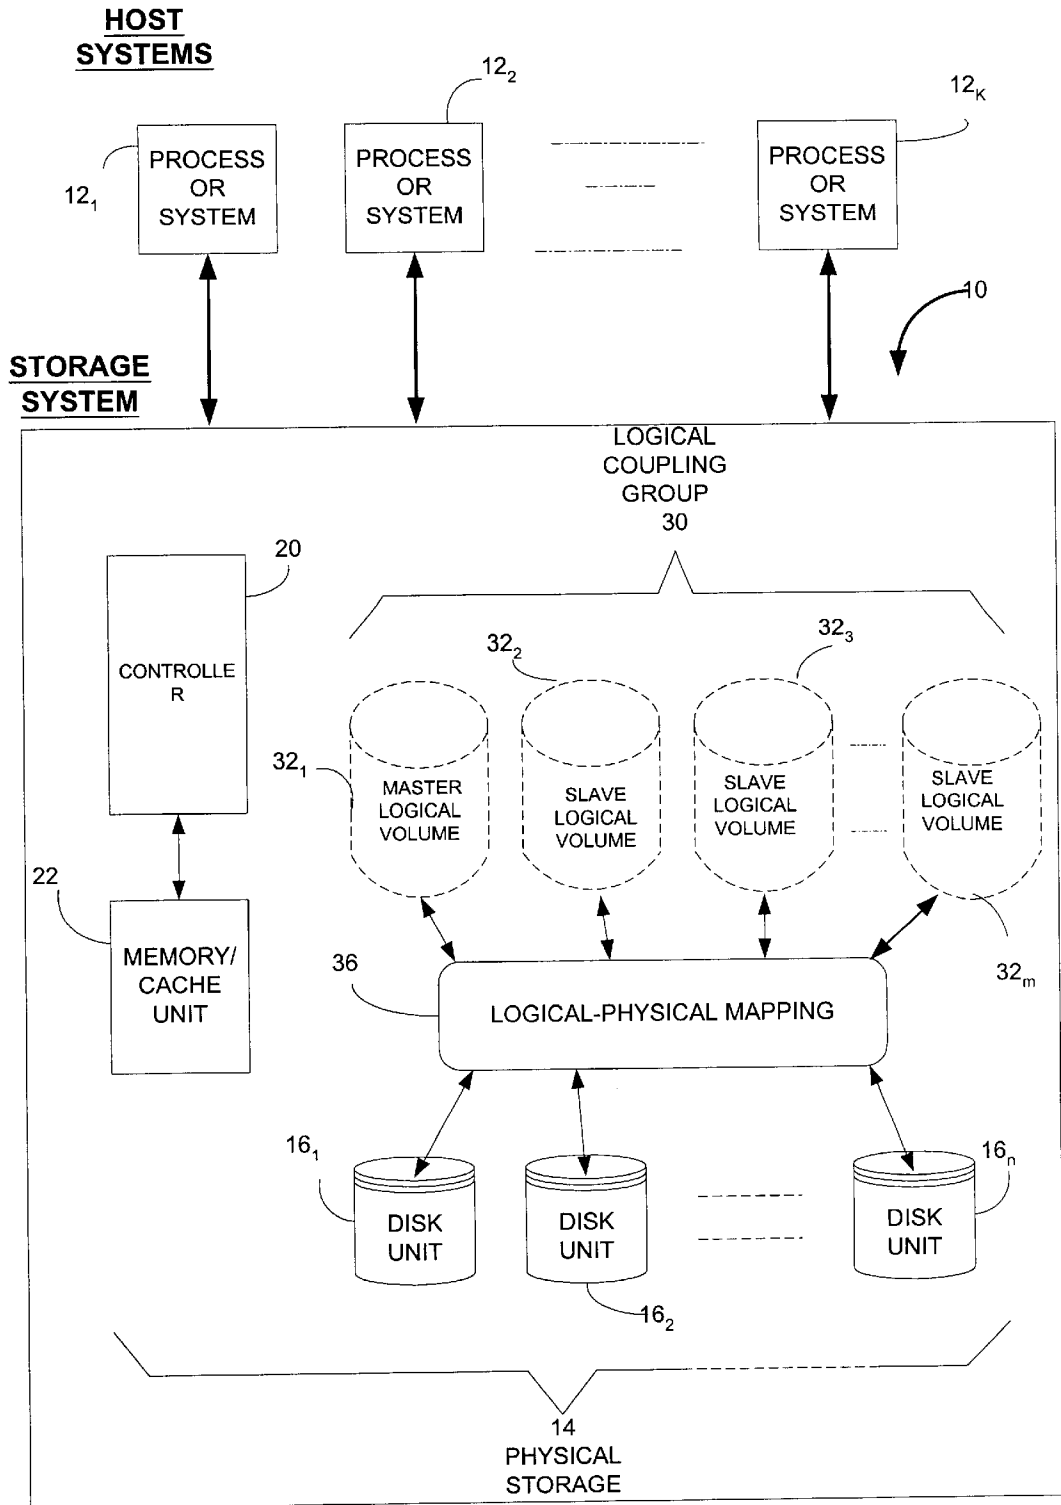 HOST
SYSTEMS
12₁
PROCESS
OR
SYSTEM
12₂
PROCESS
OR
SYSTEM
12K
PROCESS
OR
SYSTEM
10
STORAGE
SYSTEM
LOGICAL
COUPLING
GROUP
30
20
CONTROLLE
R
22
MEMORY/
CACHE
UNIT
32₁
MASTER
LOGICAL
VOLUME
32₂
SLAVE
LOGICAL
VOLUME
32₃
SLAVE
LOGICAL
VOLUME
SLAVE
LOGICAL
VOLUME
32ₘ
36
LOGICAL-PHYSICAL MAPPING
16₁
DISK
UNIT
DISK
UNIT
16₂
16ₙ
DISK
UNIT
14
PHYSICAL
STORAGE